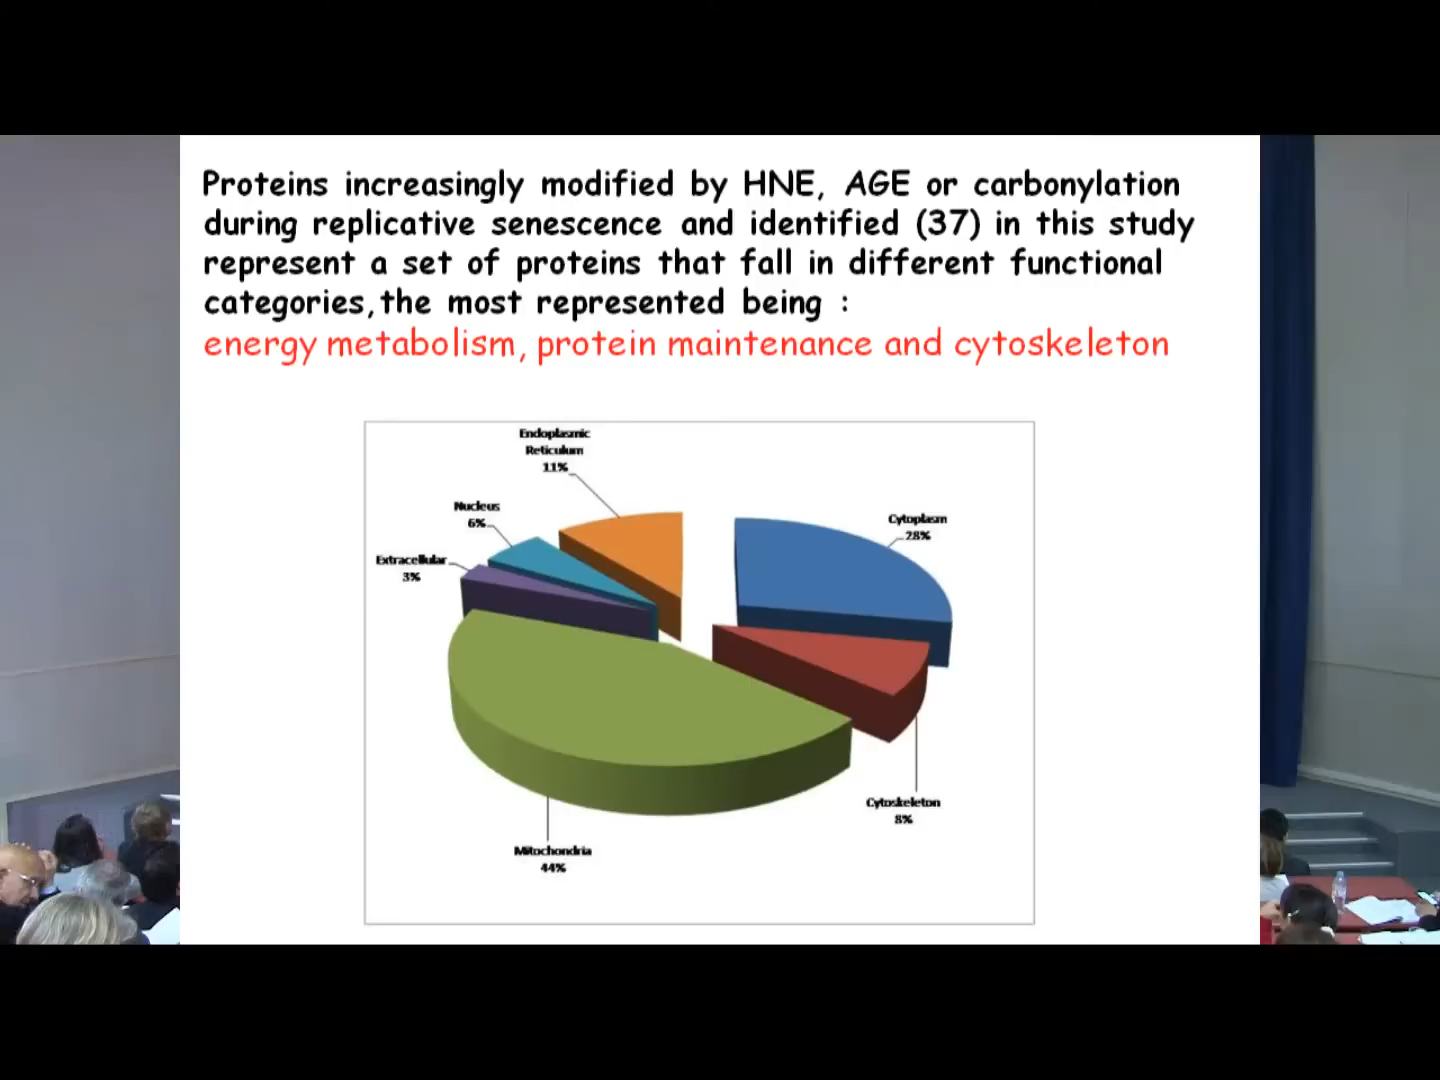 Proteins increasingly modified by HNE, AGE or carbonylation
during replicative senescence and identified (37) in this study
represent a set of proteins that fall in different functional
categories, the most represented being :
energy metabolism, protein maintenance and cytoskeleton
Endoplasmic
Reticulum
11%
Nucleus
6%
Cytoplasm
28%
Extracellular
3%
Cytoskeleton
8%
Mitochondria
44%